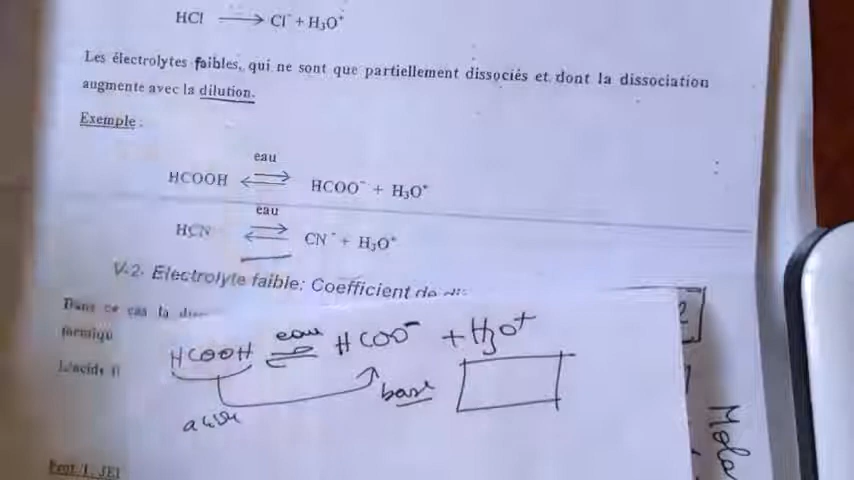 HCl ⟶ Cl⁻ + H₃O⁺
Les électrolytes faibles, qui ne sont que partiellement dissociés et dont la dissociation
augmente avec la dilution.
Exemple :
eau
HCOOH ⇌ HCOO⁻ + H₃O⁺
eau
HCN ⇌ CN⁻ + H₃O⁺
V-2- Electrolyte faible: Coefficient de
Dans ce cas la
L'acide
eau
HCOOH ⇌ HCOO⁻ + H₃O⁺
base
acide
Prof.
Mola